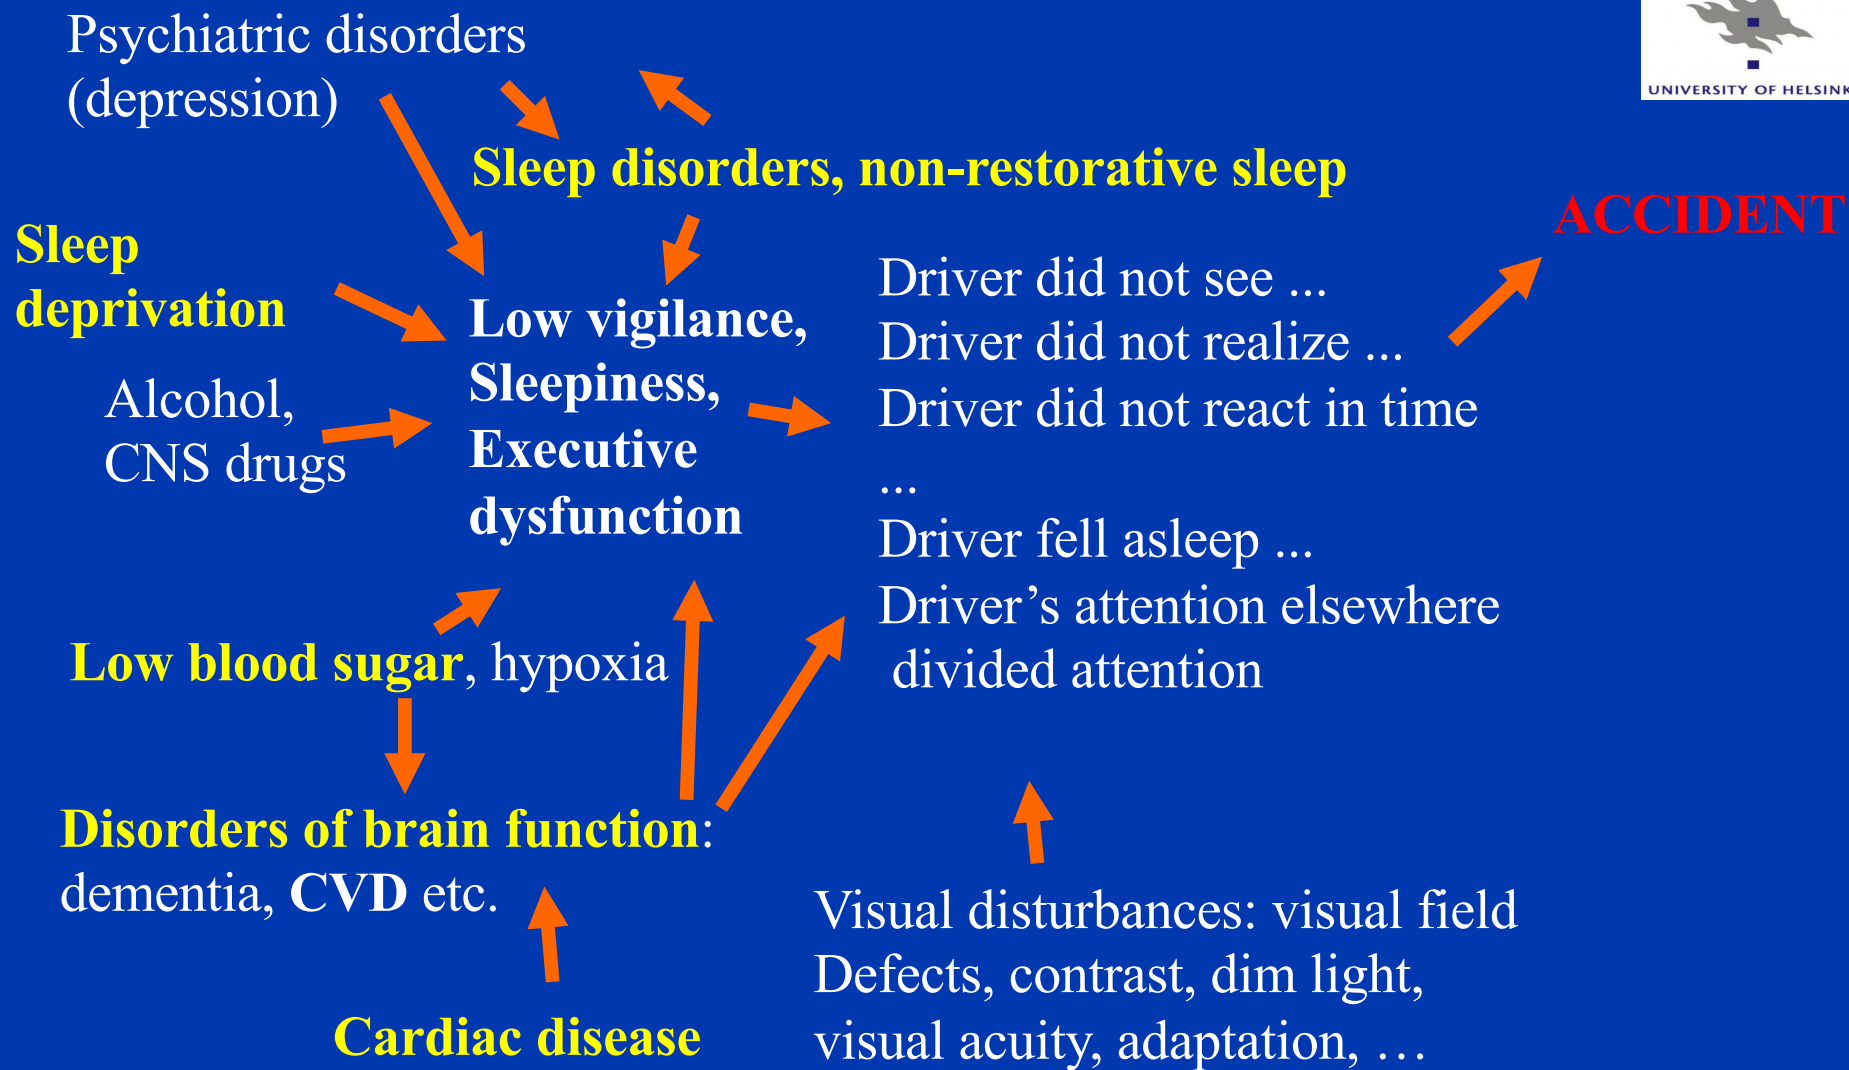 Psychiatric disorders
(depression)
UNIVERSITY OF HELSINK
Sleep disorders, non-restorative sleep
ACCIDENT
Sleep
deprivation
Alcohol,
CNS drugs
Low vigilance,
Sleepiness,
Executive
dysfunction
Driver did not see ...
Driver did not realize ...
Driver did not react in time
...
Driver fell asleep ...
Driver’s attention elsewhere
divided attention
Low blood sugar, hypoxia
Disorders of brain function:
dementia, CVD etc.
Cardiac disease
Visual disturbances: visual field
Defects, contrast, dim light,
visual acuity, adaptation, …